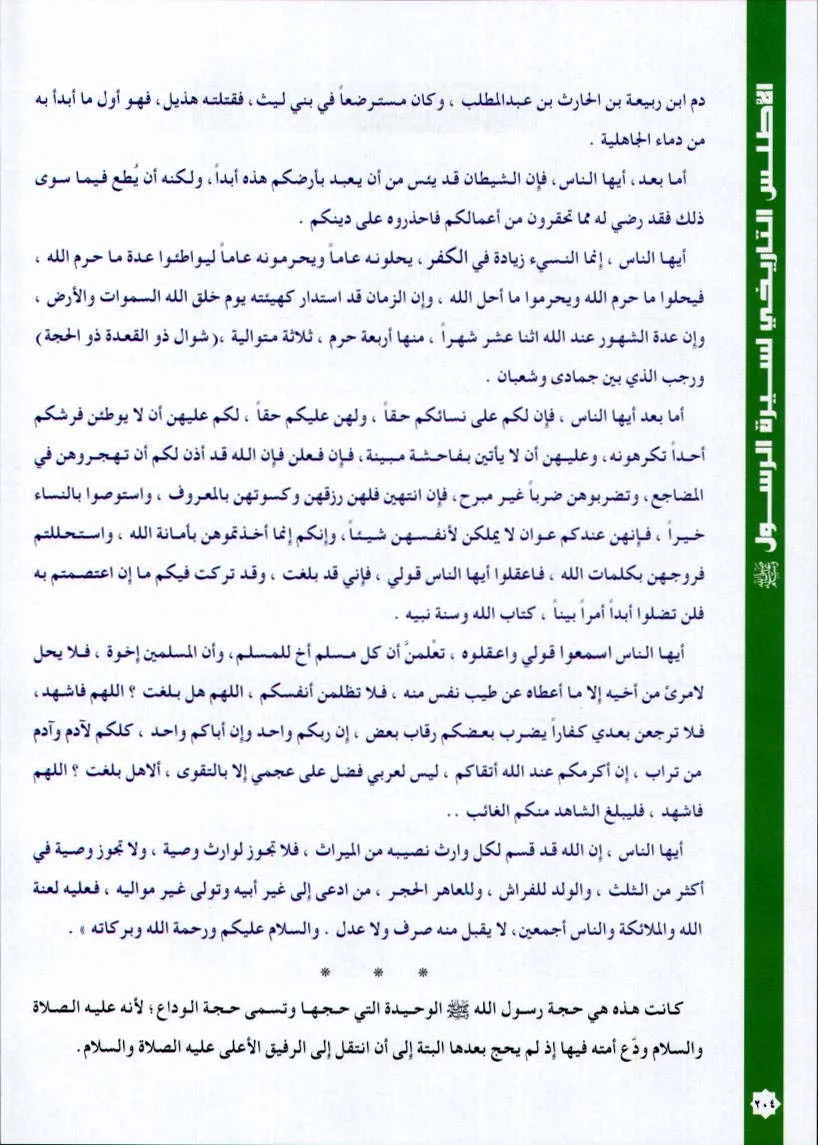 دم ابن ربيعة بن الحارث بن عبدالمطلب ، وكان مسترضعاً في بني ليث ، فقتلته هذيل ، فهو أول ما أبدأ به
من دماء الجاهلية .
أما بعد ، أيها الناس ، فإن الشيطان قد يئس من أن يعبد بأرضكم هذه أبداً ، ولكنه أن يُطع فيما سوى
ذلك فقد رضي له مما تحقرون من أعمالكم فاحذروه على دينكم .
أيها الناس ، إنما النسيء زيادة في الكفر ، يحلونه عاماً ويحرمونه عاماً ليواطئوا عدة ما حرم الله ،
فيحلوا ما حرم الله ويحرموا ما أحل الله ، وإن الزمان قد استدار كهيئته يوم خلق الله السموات والأرض ،
وإن عدة الشهور عند الله اثنا عشر شهراً ، منها أربعة حرم ، ثلاثة متوالية ،( شوال ذو القعدة ذو الحجة )
ورجب الذي بين جمادى وشعبان .
أما بعد أيها الناس ، فإن لكم على نسائكم حقاً ، ولهن عليكم حقاً ، لكم عليهن أن لا يوطئن فرشكم
أحداً تكرهونه ، وعليهن أن لا يأتين بفاحشة مبينة ، فإن فعلن فإن الله قد أذن لكم أن تهجروهن في
المضاجع ، وتضربوهن ضرباً غير مبرح ، فإن انتهين فلهن رزقهن وكسوتهن بالمعروف ، واستوصوا بالنساء
خيراً ، فإنهن عندكم عوان لا يملكن لأنفسهن شيئاً ، وإنكم إنما أخذتموهن بأمانة الله ، واستحللتم
فروجهن بكلمات الله ، فاعقلوا أيها الناس قولي ، فإني قد بلغت ، وقد تركت فيكم ما إن اعتصمتم به
فلن تضلوا أبداً أمراً بيناً ، كتاب الله وسنة نبيه .
أيها الناس اسمعوا قولي واعقلوه ، تعْلمنَّ أن كل مسلم أخ للمسلم ، وأن المسلمين إخوة ، فلا يحل
لامرئ من أخيه إلا ما أعطاه عن طيب نفس منه ، فلا تظلمن أنفسكم ، اللهم هل بلغت ؟ اللهم فاشهد ،
فلا ترجعن بعدي كفاراً يضرب بعضكم رقاب بعض ، إن ربكم واحد وإن أباكم واحد ، كلكم لآدم وآدم
من تراب ، إن أكرمكم عند الله أتقاكم ، ليس لعربي فضل على عجمي إلا بالتقوى ، ألا هل بلغت ؟ اللهم
فاشهد ، فليبلغ الشاهد منكم الغائب ..
أيها الناس ، إن الله قد قسم لكل وارث نصيبه من الميراث ، فلا تجوز لوارث وصية ، ولا تجوز وصية في
أكثر من الثلث ، والولد للفراش ، وللعاهر الحجر ، من ادعى إلى غير أبيه وتولى غير مواليه ، فعليه لعنة
الله والملائكة والناس أجمعين ، لا يقبل منه صرف ولا عدل . والسلام عليكم ورحمة الله وبركاته » .
* * *
كانت هذه هي حجة رسول الله ﷺ الوحيدة التي حجها وتسمى حجة الوداع ؛ لأنه عليه الصلاة
والسلام ودّع أمته فيها إذ لم يحج بعدها البتة إلى أن انتقل إلى الرفيق الأعلى عليه الصلاة والسلام .
الأطلس التاريخي لسيرة الرسول ﷺ
٢٠٤